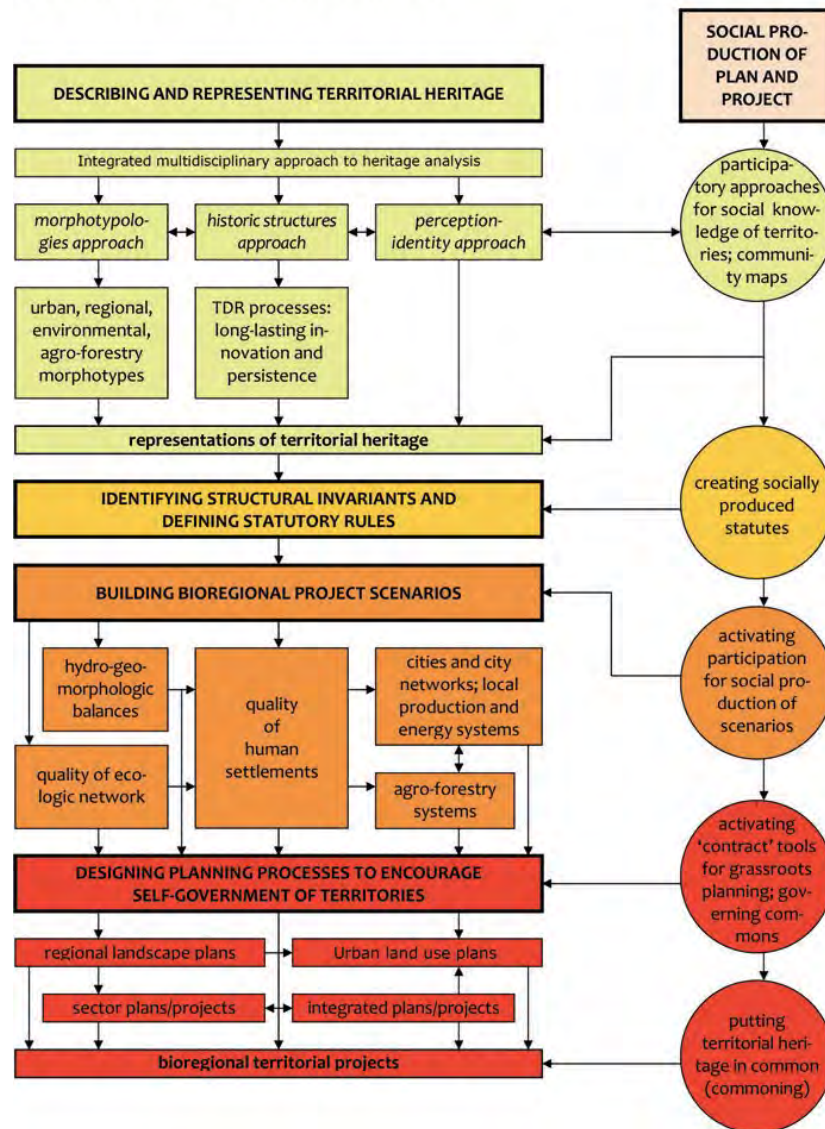 SOCIAL PRO-
DUCTION OF
PLAN AND
PROJECT
DESCRIBING AND REPRESENTING TERRITORIAL HERITAGE
Integrated multidisciplinary approach to heritage analysis
morphotypolo-
gies approach
historic structures
approach
perception-
identity approach
participa-
tory approaches
for social knowledge
of territo-
ries; community
maps
urban, regional,
environmental,
agro-forestry
morphotypes
TDR processes:
long-lasting in-
novation and
persistence
representations of territorial heritage
IDENTIFYING STRUCTURAL INVARIANTS AND
DEFINING STATUTORY RULES
creating socially
produced
statutes
BUILDING BIOREGIONAL PROJECT SCENARIOS
activating
participation
for social pro-
duction of
scenarios
hydro-geo-
morphologic
balances
quality of eco-
logic network
quality
of
human
settlements
cities and city
networks; local
production and
energy systems
agro-forestry
systems
DESIGNING PLANNING PROCESSES TO ENCOURAGE
SELF-GOVERNMENT OF TERRITORIES
activating
‘contract’ tools
for grassroots
planning; go-
verning com-
mons
regional landscape plans
Urban land use plans
sector plans/projects
integrated plans/projects
bioregional territorial projects
putting
territorial heri-
tage in common
(commoning)